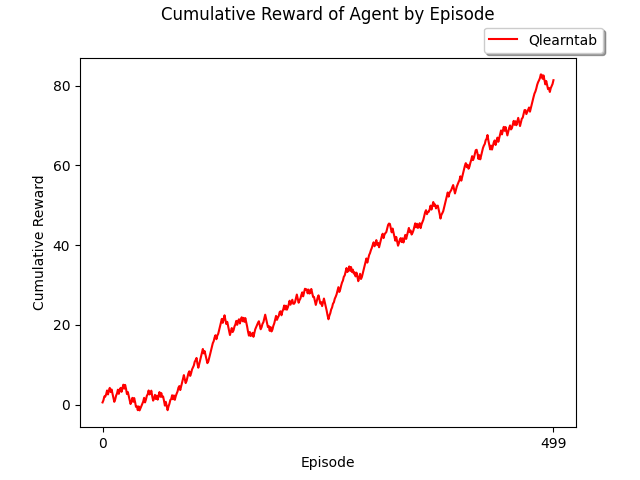 Cumulative Reward of Agent by Episode
Qlearntab
80
60
40
20
0
Cumulative Reward
0 499
Episode